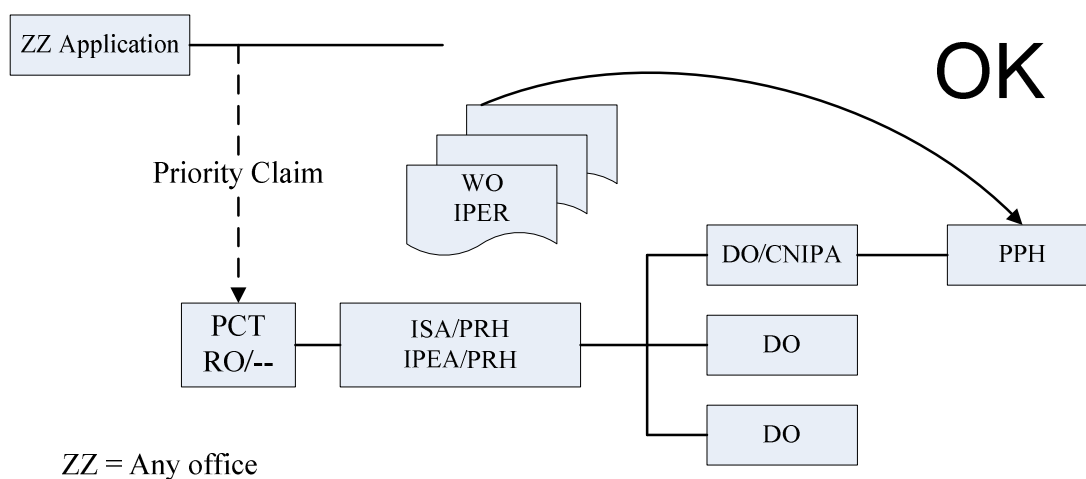 ZZ Application
OK
Priority Claim
WO
IPER
DO/CNIPA
PPH
PCT
RO/--
ISA/PRH
IPEA/PRH
DO
DO
ZZ = Any office